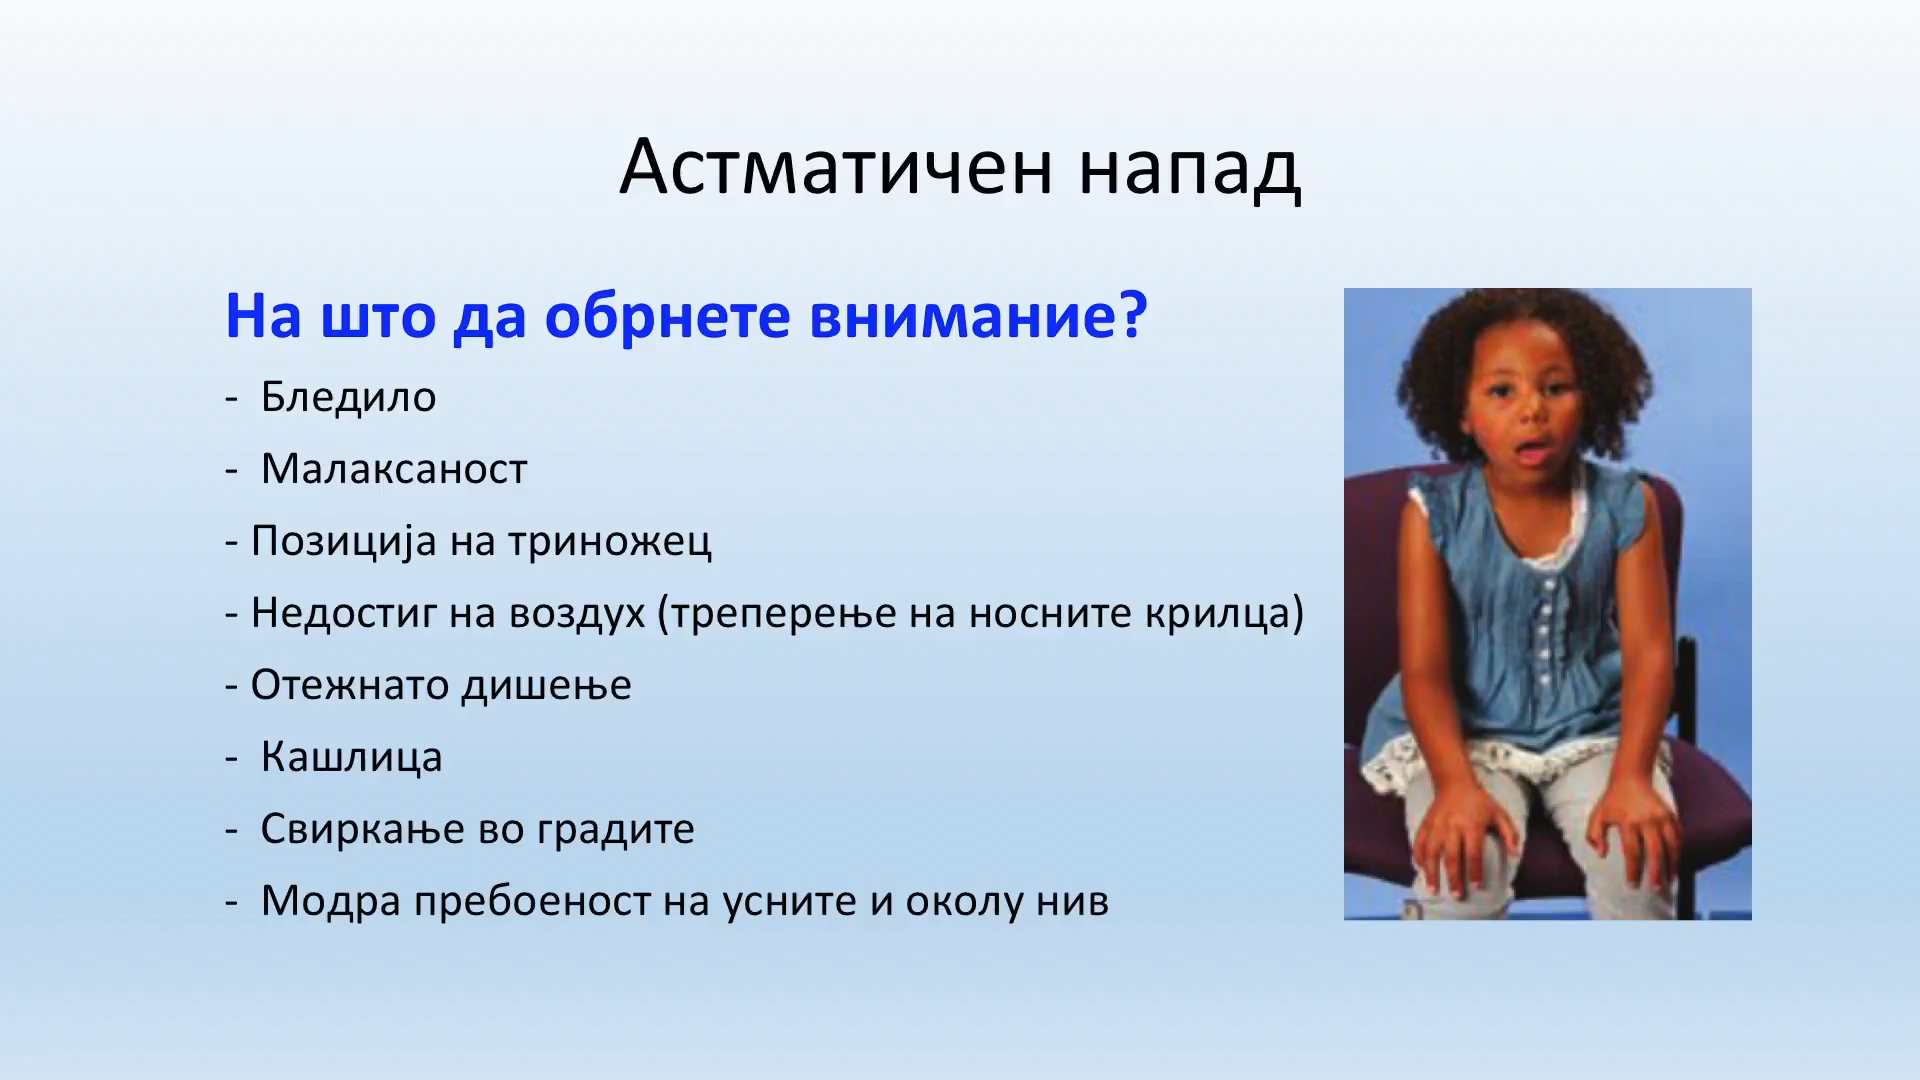 Астматичен напад
На што да обрнете внимание?
- Бледило
- Малаксаност
- Позиција на триножец
- Недостиг на воздух (треперење на носните крилца)
- Отежнато дишење
- Кашлица
- Свиркање во градите
- Модра пребоеност на усните и околу нив